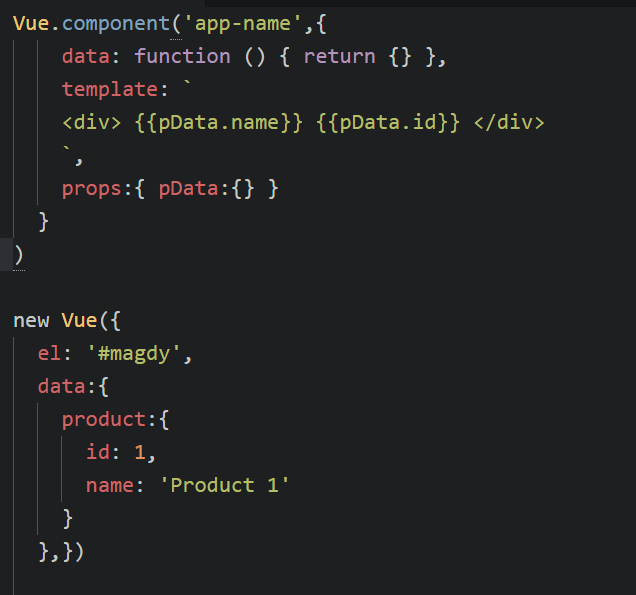 Vue.component('app-name',{
    data: function () { return {} },
    template: `
    <div> {{pData.name}} {{pData.id}} </div>
    `,
    props:{ pData:{} }
  }
)
new Vue({
  el: '#magdy',
  data:{
    product:{
      id: 1,
      name: 'Product 1'
    }
  },})